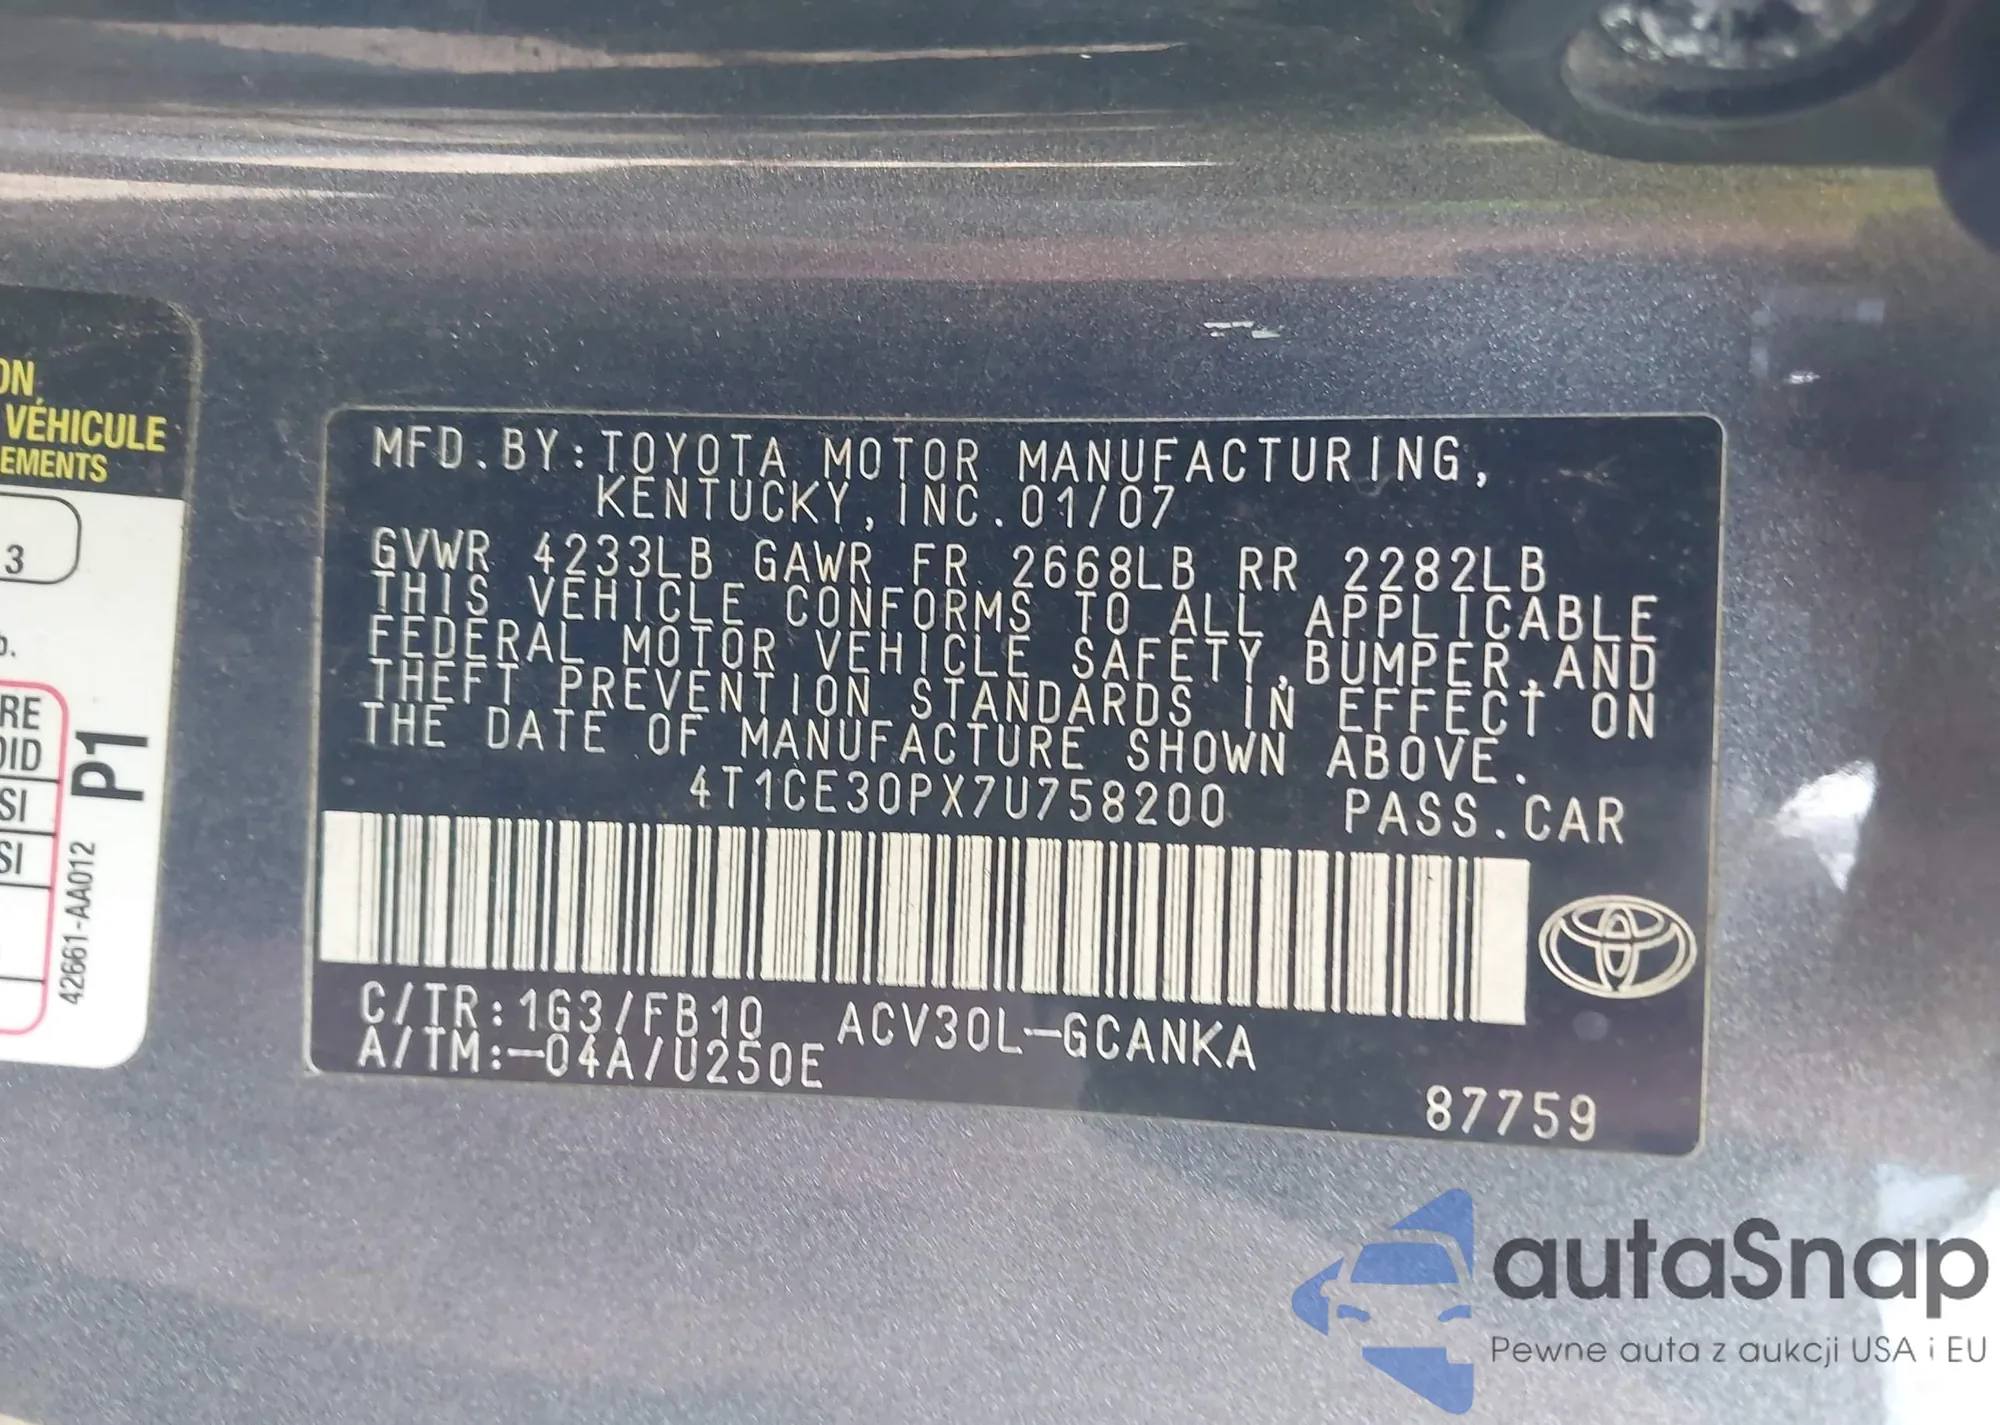 ON
VÉHICULE
EMENTS
3
b.
RE
OID
SI
SI
P1
42661-AA012
MFD.BY:TOYOTA MOTOR MANUFACTURING,
KENTUCKY,INC.01/07
GVWR 4233LB GAWR FR 2668LB RR 2282LB
THIS VEHICLE CONFORMS TO ALL APPLICABLE
FEDERAL MOTOR VEHICLE SAFETY,BUMPER,AND
THEFT PREVENTION STANDARDS IN EFFECT ON
THE DATE OF MANUFACTURE SHOWN ABOVE.
4T1CE30PX7U758200 PASS.CAR
C/TR:1G3/FB10 ACV30L-GCANKA
A/TM:-04A/U250E
87759
autaSnap
Pewne auta z aukcji USA i EU